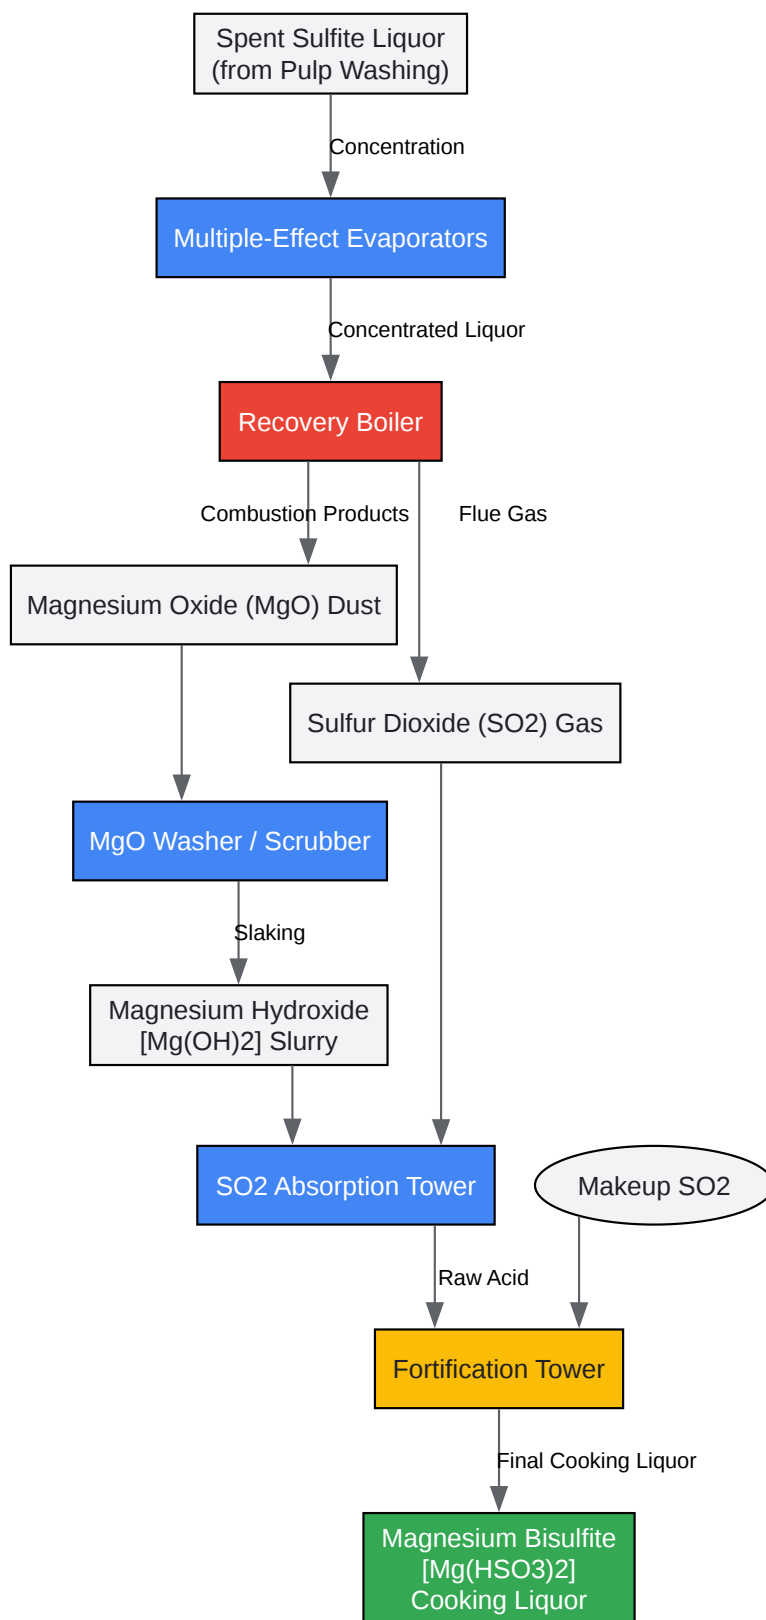 Spent Sulfite Liquor
(from Pulp Washing)
Concentration
Multiple-Effect Evaporators
Concentrated Liquor
Recovery Boiler
Combustion Products
Flue Gas
Magnesium Oxide (MgO) Dust
Sulfur Dioxide (SO2) Gas
MgO Washer / Scrubber
Slaking
Magnesium Hydroxide
[Mg(OH)2] Slurry
SO2 Absorption Tower
Makeup SO2
Raw Acid
Fortification Tower
Final Cooking Liquor
Magnesium Bisulfite
[Mg(HSO3)2]
Cooking Liquor